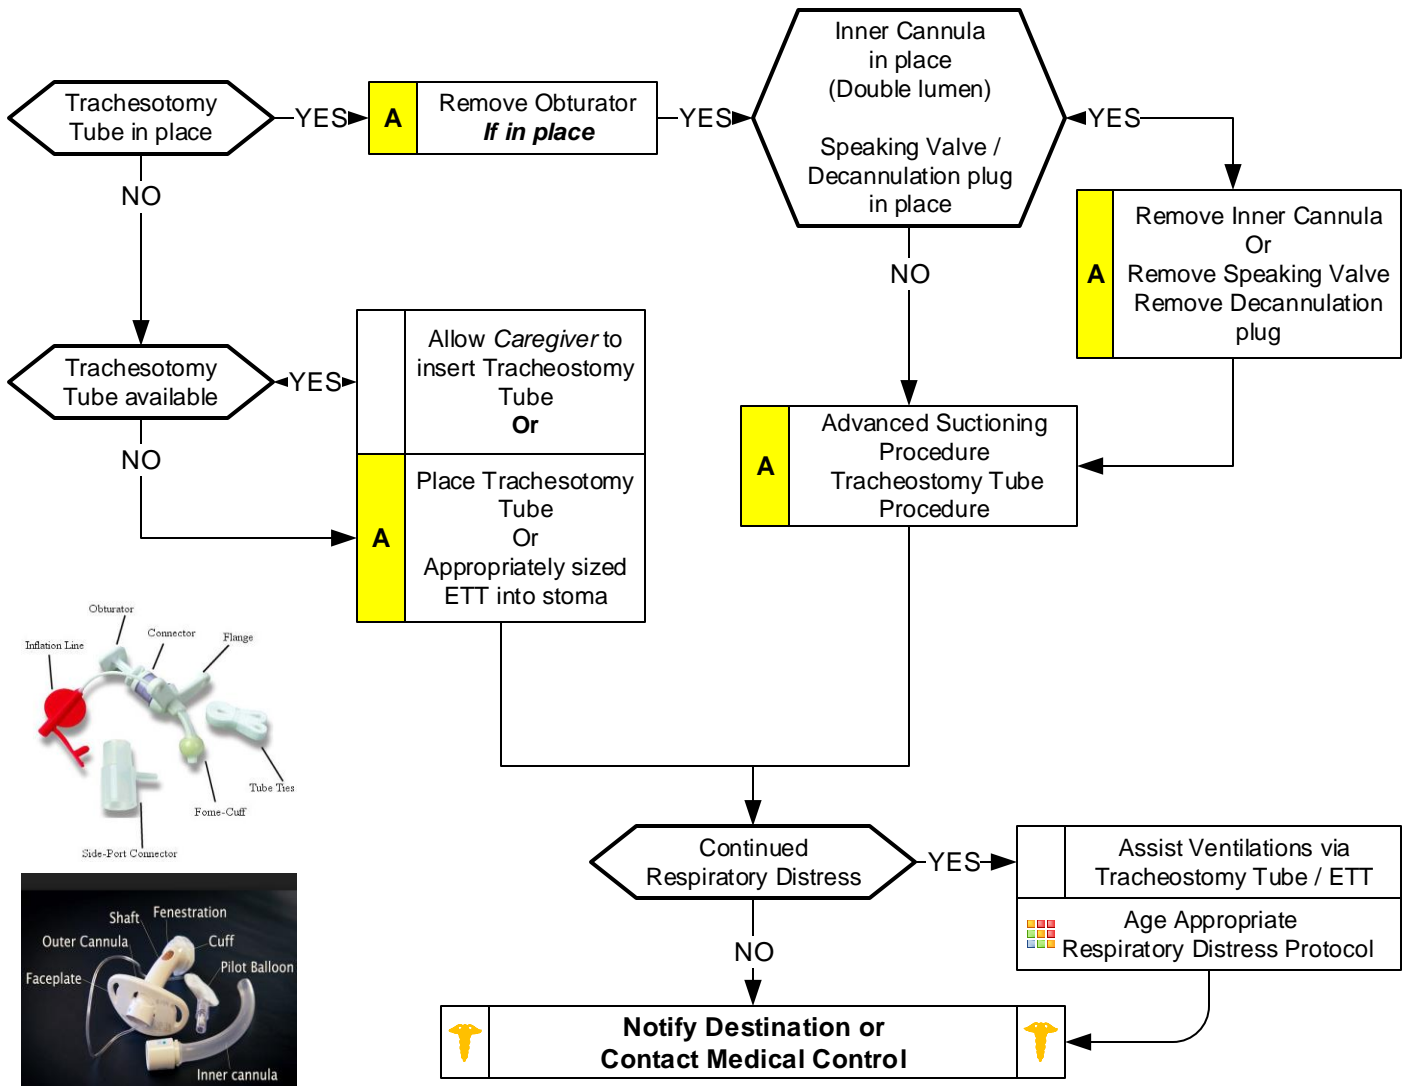 Trachesotomy
Tube in place
YES
A
Remove Obturator
If in place
YES
Inner Cannula
in place
(Double lumen)
Speaking Valve /
Decannulation plug
in place
YES
NO
NO
A
Remove Inner Cannula
Or
Remove Speaking Valve
Remove Decannulation
plug
Trachesotomy
Tube available
YES
Allow Caregiver to
insert Tracheostomy
Tube
Or
NO
A
Place Trachesotomy
Tube
Or
Appropriately sized
ETT into stoma
A
Advanced Suctioning
Procedure
Tracheostomy Tube
Procedure
Obturator
Connector
Flange
Inflation Line
Tube Ties
Fome-Cuff
Side-Port Connector
Continued
Respiratory Distress
YES
Assist Ventilations via
Tracheostomy Tube / ETT
Age Appropriate
Respiratory Distress Protocol
NO
Shaft
Fenestration
Outer Cannula
Cuff
Faceplate
Pilot Balloon
Inner cannula
Notify Destination or
Contact Medical Control